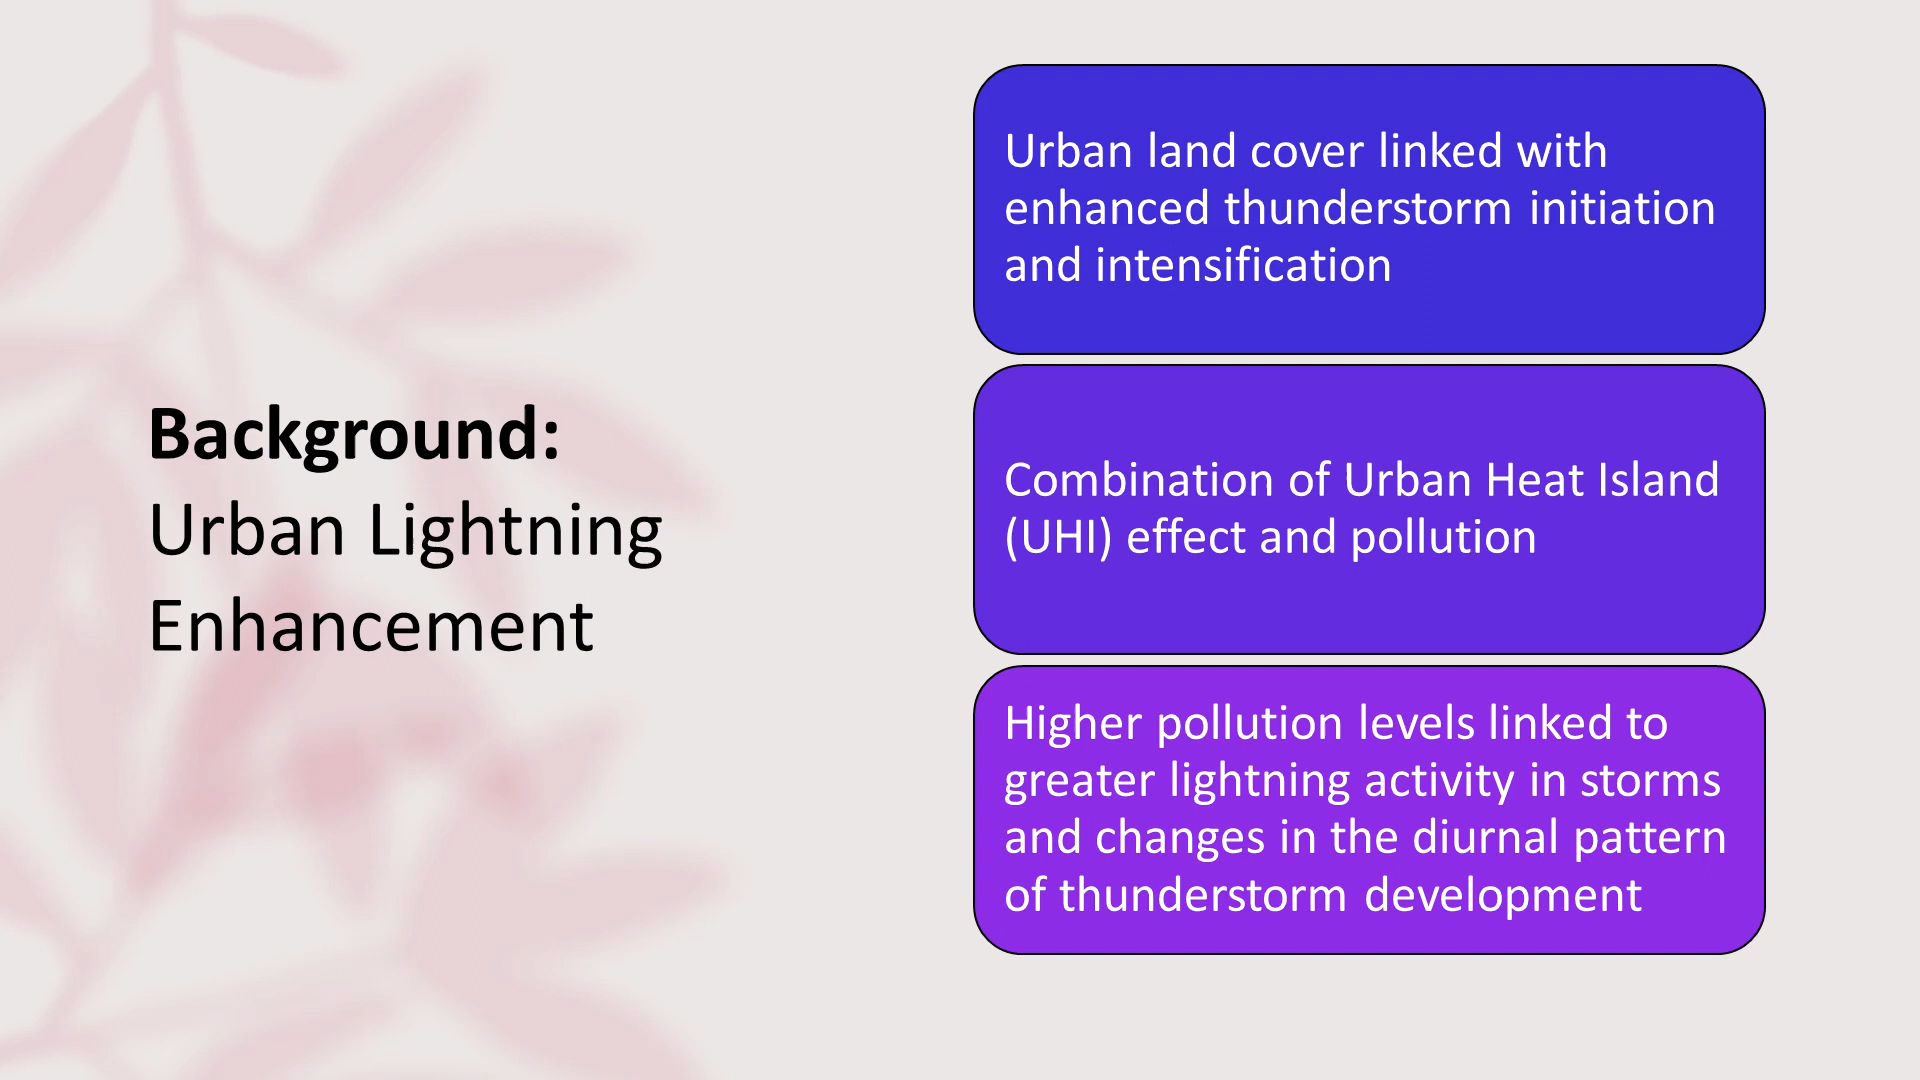 Background:
Urban Lightning
Enhancement
Urban land cover linked with
enhanced thunderstorm initiation
and intensification
Combination of Urban Heat Island
(UHI) effect and pollution
Higher pollution levels linked to
greater lightning activity in storms
and changes in the diurnal pattern
of thunderstorm development